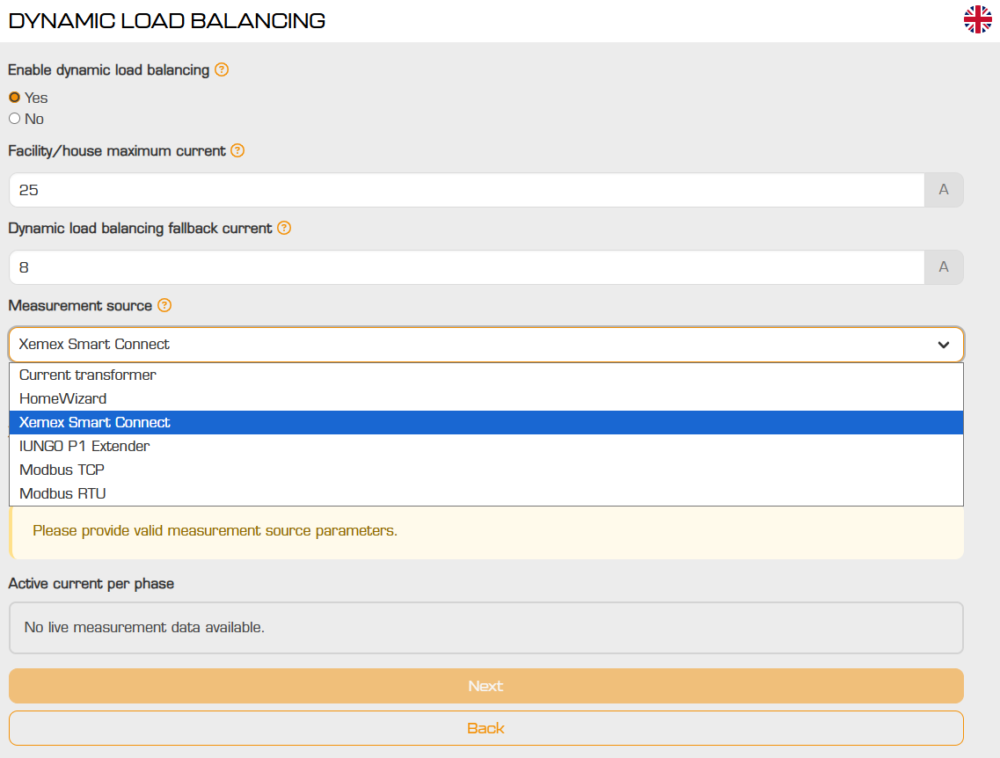 DYNAMIC LOAD BALANCING
Enable dynamic load balancing ?
Yes
No
Facility/house maximum current ?
25 A
Dynamic load balancing fallback current ?
8 A
Measurement source ?
Xemex Smart Connect
Current transformer
HomeWizard
Xemex Smart Connect
IUNGO P1 Extender
Modbus TCP
Modbus RTU
Please provide valid measurement source parameters.
Active current per phase
No live measurement data available.
Next
Back